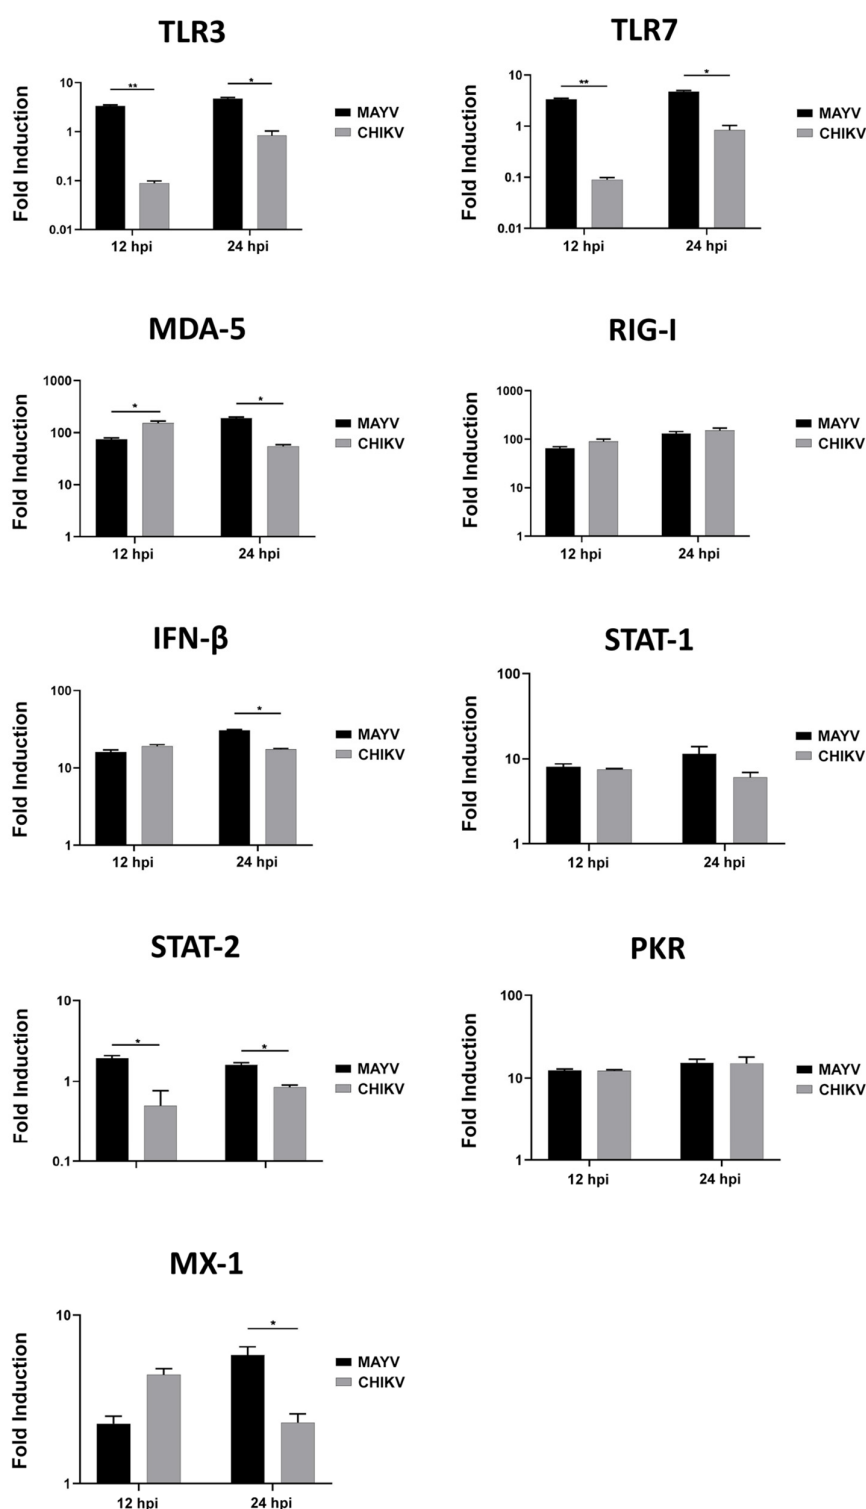 TLR3
TLR7
**
*
10
1
0.1
0.01
Fold Induction
12 hpi
24 hpi
MAYV
CHIKV
**
*
10
1
0.1
0.01
Fold Induction
12 hpi
24 hpi
MAYV
CHIKV
MDA-5
RIG-I
*
*
1000
100
10
1
Fold Induction
12 hpi
24 hpi
MAYV
CHIKV
1000
100
10
1
Fold Induction
12 hpi
24 hpi
MAYV
CHIKV
IFN-β
STAT-1
*
100
10
1
Fold Induction
12 hpi
24 hpi
MAYV
CHIKV
100
10
1
Fold Induction
12 hpi
24 hpi
MAYV
CHIKV
STAT-2
PKR
*
*
10
1
0.1
Fold Induction
MAYV
CHIKV
100
10
1
Fold Induction
12 hpi
24 hpi
MAYV
CHIKV
MX-1
*
10
1
Fold Induction
12 hpi
24 hpi
MAYV
CHIKV